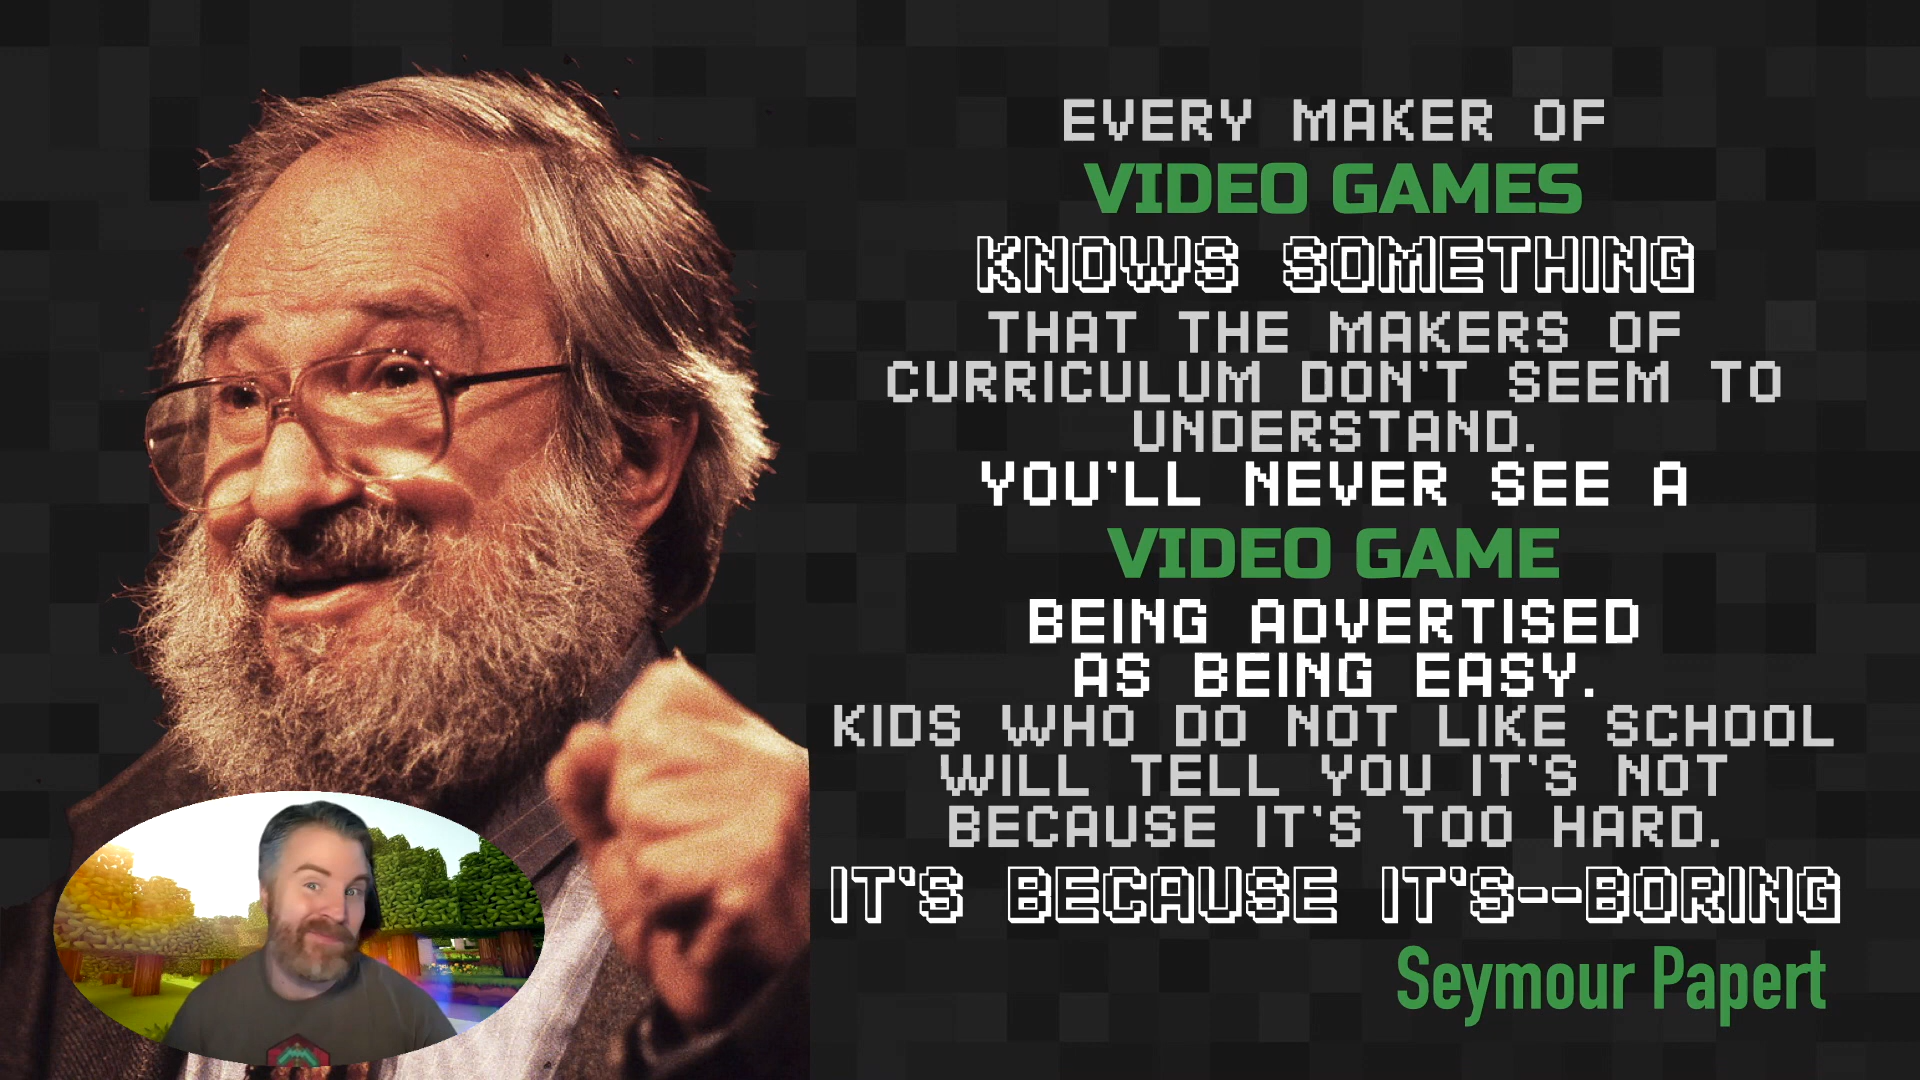 EVERY MAKER OF
VIDEO GAMES
KNOWS SOMETHING
THAT THE MAKERS OF
CURRICULUM DON'T SEEM TO
UNDERSTAND.
YOU'LL NEVER SEE A
VIDEO GAME
BEING ADVERTISED
AS BEING EASY.
KIDS WHO DO NOT LIKE SCHOOL
WILL TELL YOU IT'S NOT
BECAUSE IT'S TOO HARD.
IT'S BECAUSE IT'S--BORING
Seymour Papert